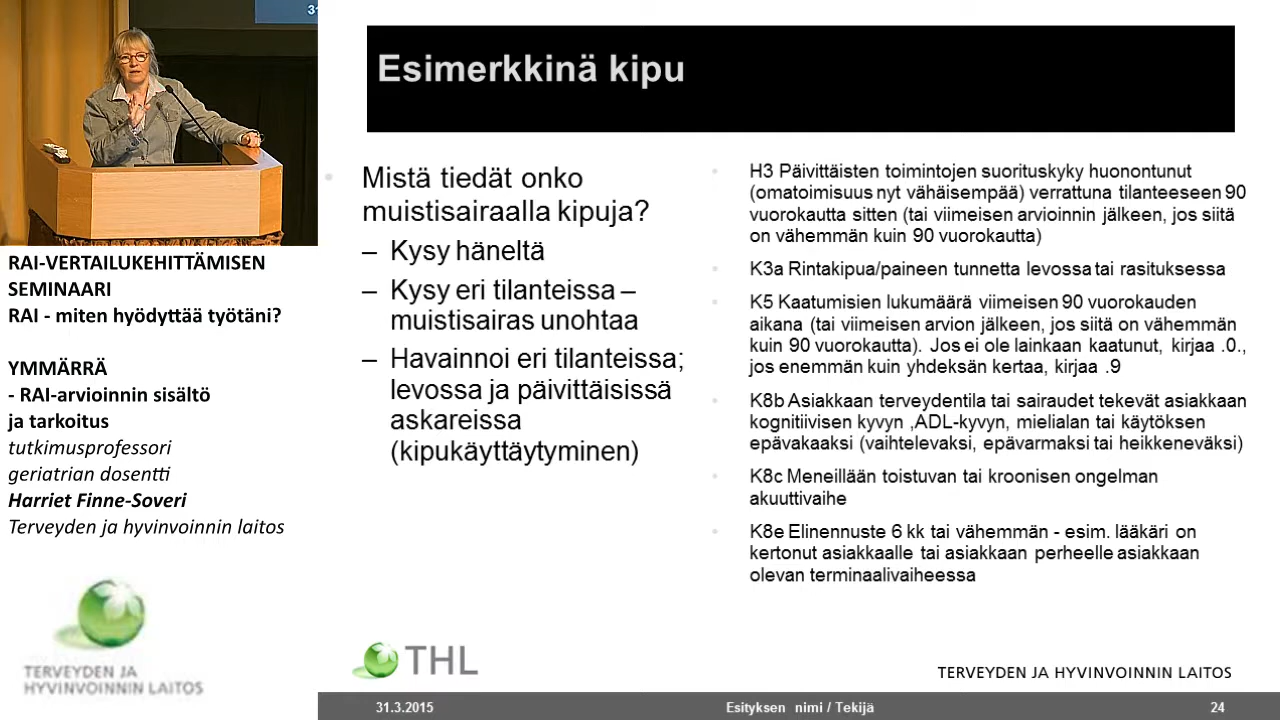 Esimerkkinä kipu
Mistä tiedät onko
muistisairaalla kipuja?
– Kysy häneltä
– Kysy eri tilanteissa –
muistisairas unohtaa
– Havainnoi eri tilanteissa;
levossa ja päivittäisissä
askareissa
(kipukäyttäytyminen)
H3 Päivittäisten toimintojen suorituskyky huonontunut
(omatoimisuus nyt vähäisempää) verrattuna tilanteeseen 90
vuorokautta sitten (tai viimeisen arvioinnin jälkeen, jos siitä
on vähemmän kuin 90 vuorokautta)
K3a Rintakipua/paineen tunnetta levossa tai rasituksessa
K5 Kaatumisien lukumäärä viimeisen 90 vuorokauden
aikana (tai viimeisen arvion jälkeen, jos siitä on vähemmän
kuin 90 vuorokautta). Jos ei ole lainkaan kaatunut, kirjaa .0.,
jos enemmän kuin yhdeksän kertaa, kirjaa .9
K8b Asiakkaan terveydentila tai sairaudet tekevät asiakkaan
kognitiivisen kyvyn ,ADL-kyvyn, mielialan tai käytöksen
epävakaaksi (vaihtelevaksi, epävarmaksi tai heikkeneväksi)
K8c Meneillään toistuvan tai kroonisen ongelman
akuuttivaihe
K8e Elinennuste 6 kk tai vähemmän - esim. lääkäri on
kertonut asiakkaalle tai asiakkaan perheelle asiakkaan
olevan terminaalivaiheessa
RAI-VERTAILUKEHITTÄMISEN
SEMINAARI
RAI - miten hyödyttää työtäni?
YMMÄRRÄ
- RAI-arvioinnin sisältö
ja tarkoitus
tutkimusprofessori
geriatrian dosentti
Harriet Finne-Soveri
Terveyden ja hyvinvoinnin laitos
TERVEYDEN JA
HYVINVOINNIN LAITOS
THL
TERVEYDEN JA HYVINVOINNIN LAITOS
31.3.2015
Esityksen nimi / Tekijä
24